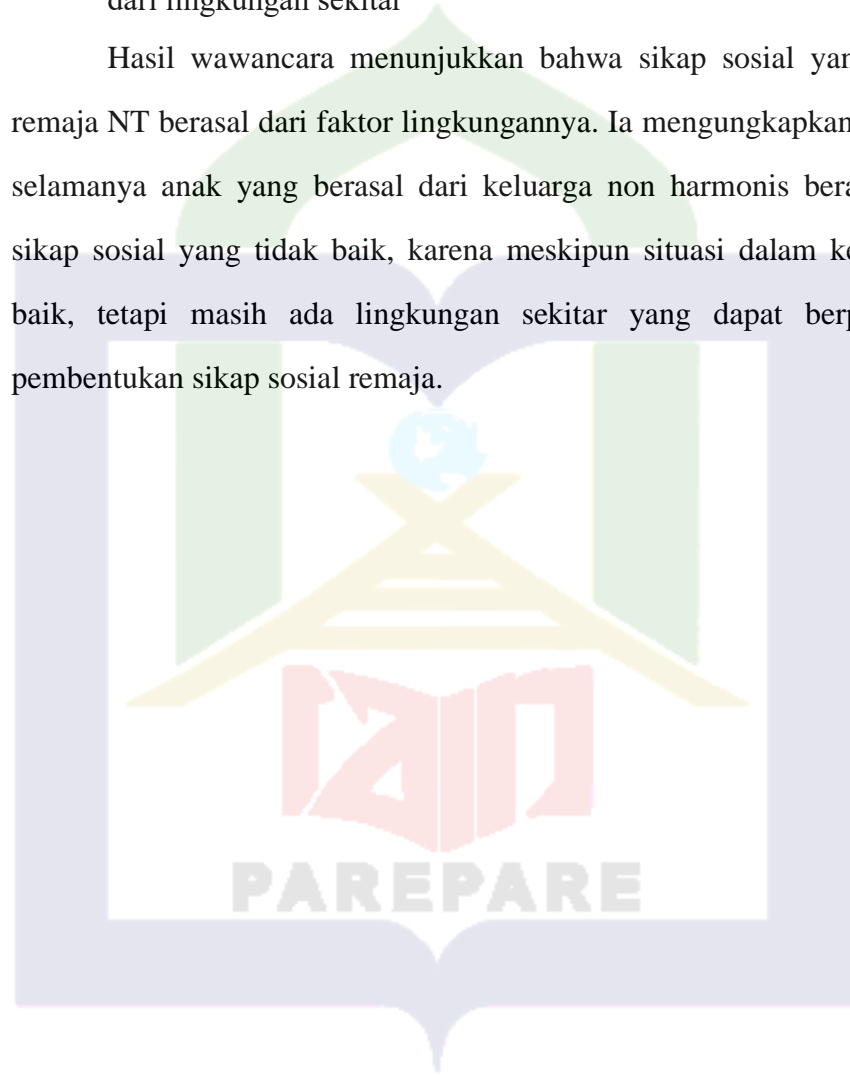 dari lingkungan sekitar
Hasil wawancara menunjukkan bahwa sikap sosial
remaja NT berasal dari faktor lingkungannya. Ia mengungkapkan
selamanya anak yang berasal dari keluarga non harmonis
sikap sosial yang tidak baik, karena meskipun situasi dalam
baik, tetapi masih ada lingkungan sekitar yang dapat
pembentukan sikap sosial remaja.
iain
PAREPARE